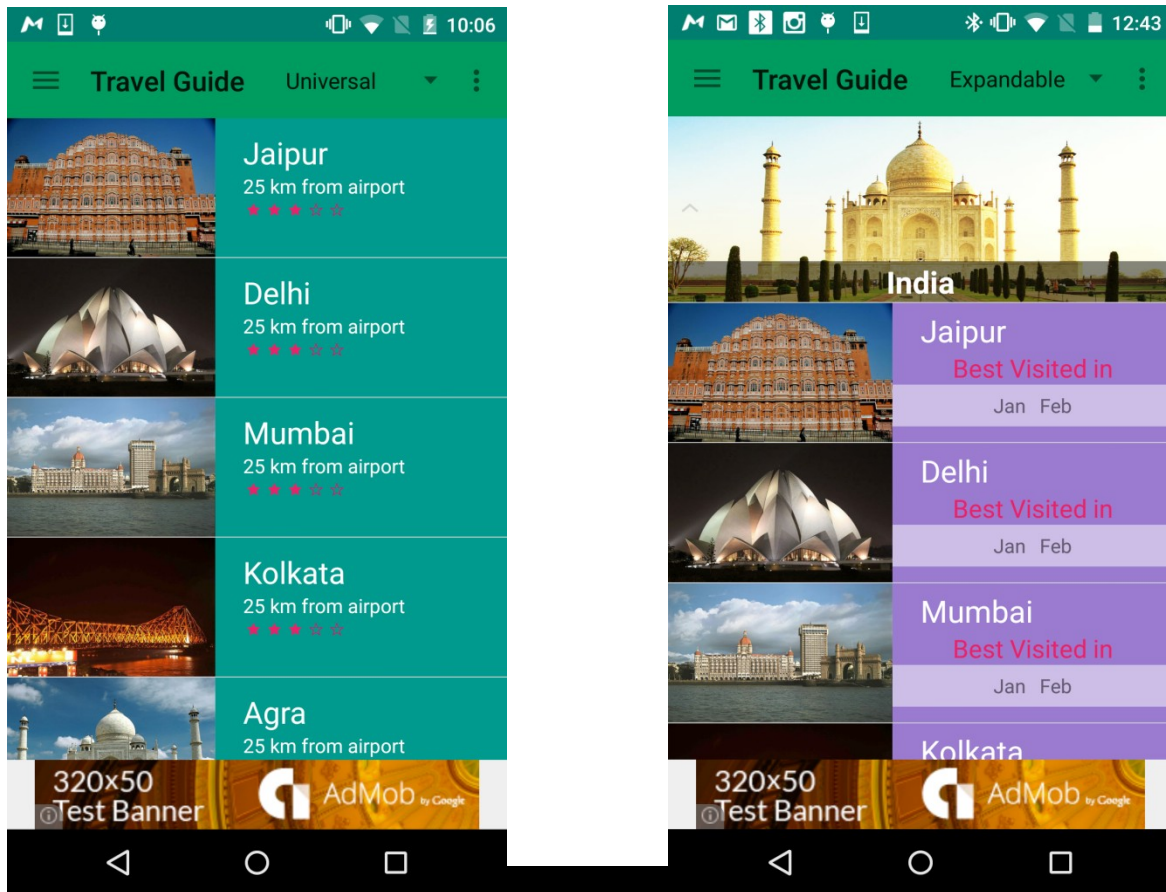 10:06
Travel Guide Universal
Jaipur
25 km from airport
Delhi
25 km from airport
Mumbai
25 km from airport
Kolkata
25 km from airport
Agra
25 km from airport
320x50
Test Banner
AdMob by Google
12:43
Travel Guide Expandable
India
Jaipur
Best Visited in
Jan Feb
Delhi
Best Visited in
Jan Feb
Mumbai
Best Visited in
Jan Feb
Kolkata
320x50
Test Banner
AdMob by Google